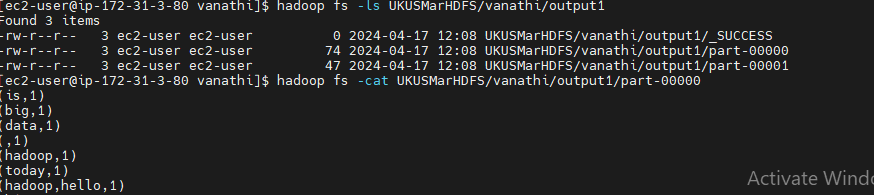 [ec2-user@ip-172-31-3-80 vanathi]$ hadoop fs -ls UKUSMarHDFS/vanathi/output1
Found 3 items
-rw-r--r--   3 ec2-user ec2-user          0 2024-04-17 12:08 UKUSMarHDFS/vanathi/output1/_SUCCESS
-rw-r--r--   3 ec2-user ec2-user         74 2024-04-17 12:08 UKUSMarHDFS/vanathi/output1/part-00000
-rw-r--r--   3 ec2-user ec2-user         47 2024-04-17 12:08 UKUSMarHDFS/vanathi/output1/part-00001
[ec2-user@ip-172-31-3-80 vanathi]$ hadoop fs -cat UKUSMarHDFS/vanathi/output1/part-00000
(is,1)
(big,1)
(data,1)
(,1)
(hadoop,1)
(today,1)
(hadoop,hello,1)
Activate Windo